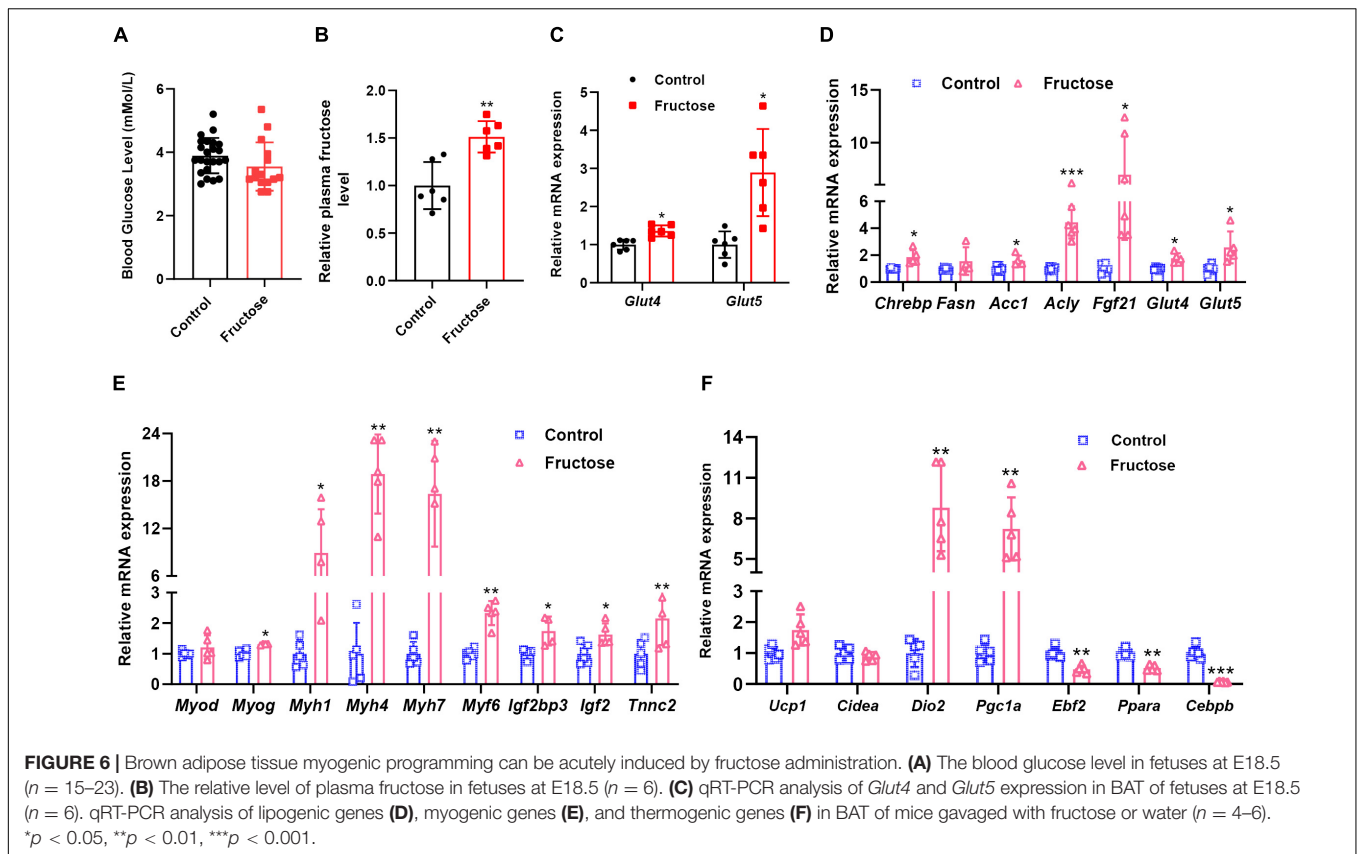 A
Blood Glucose Level (mMol/L)
6
4
2
0
Control
Fructose
B
Relative plasma fructose
level
2.0
1.5
1.0
0.5
0.0
**
Control
Fructose
C
Control
Fructose
Relative mRNA expression
5
4
3
2
1
0
*
*
Glut4
Glut5
D
Control
Fructose
Relative mRNA expression
15
10
6
4
2
0
*
*
***
*
*
*
Chrebp Fasn Acc1 Acly Fgf21 Glut4 Glut5
E
Control
Fructose
Relative mRNA expression
24
18
12
6
3
2
1
0
*
*
**
**
**
*
*
**
Myod Myog Myh1 Myh4 Myh7 Myf6 Igf2bp3 Igf2 Tnnc2
F
Control
Fructose
Relative mRNA expression
14
11
8
5
3
2
1
0
**
**
**
**
***
Ucp1 Cidea Dio2 Pgc1a Ebf2 Ppara Cebpb
FIGURE 6 | Brown adipose tissue myogenic programming can be acutely induced by fructose administration. (A) The blood glucose level in fetuses at E18.5
(n = 15–23). (B) The relative level of plasma fructose in fetuses at E18.5 (n = 6). (C) qRT-PCR analysis of Glut4 and Glut5 expression in BAT of fetuses at E18.5
(n = 6). qRT-PCR analysis of lipogenic genes (D), myogenic genes (E), and thermogenic genes (F) in BAT of mice gavaged with fructose or water (n = 4–6).
*p < 0.05, **p < 0.01, ***p < 0.001.